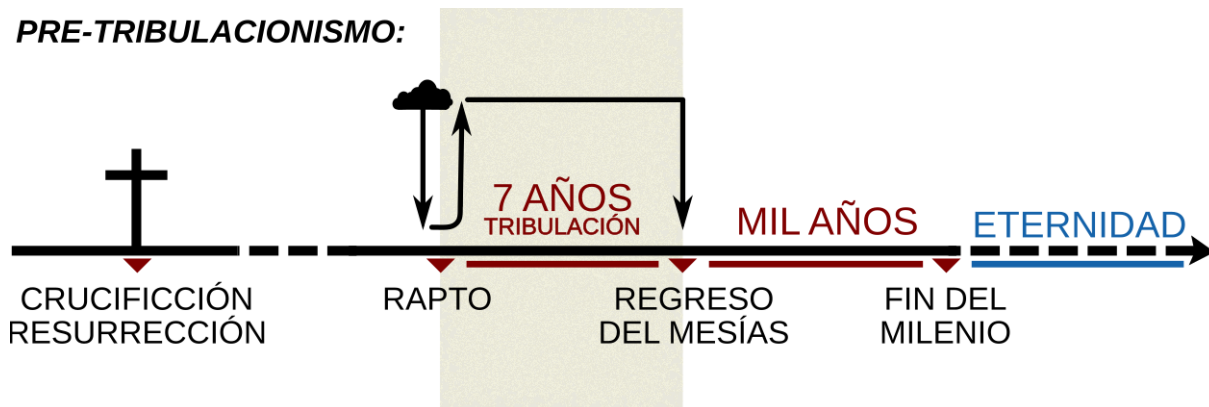 PRE-TRIBULACIONISMO:
7 AÑOS
TRIBULACIÓN
MIL AÑOS
ETERNIDAD
CRUCIFICCIÓN
RESURRECCIÓN
RAPTO
REGRESO
DEL MESÍAS
FIN DEL
MILENIO